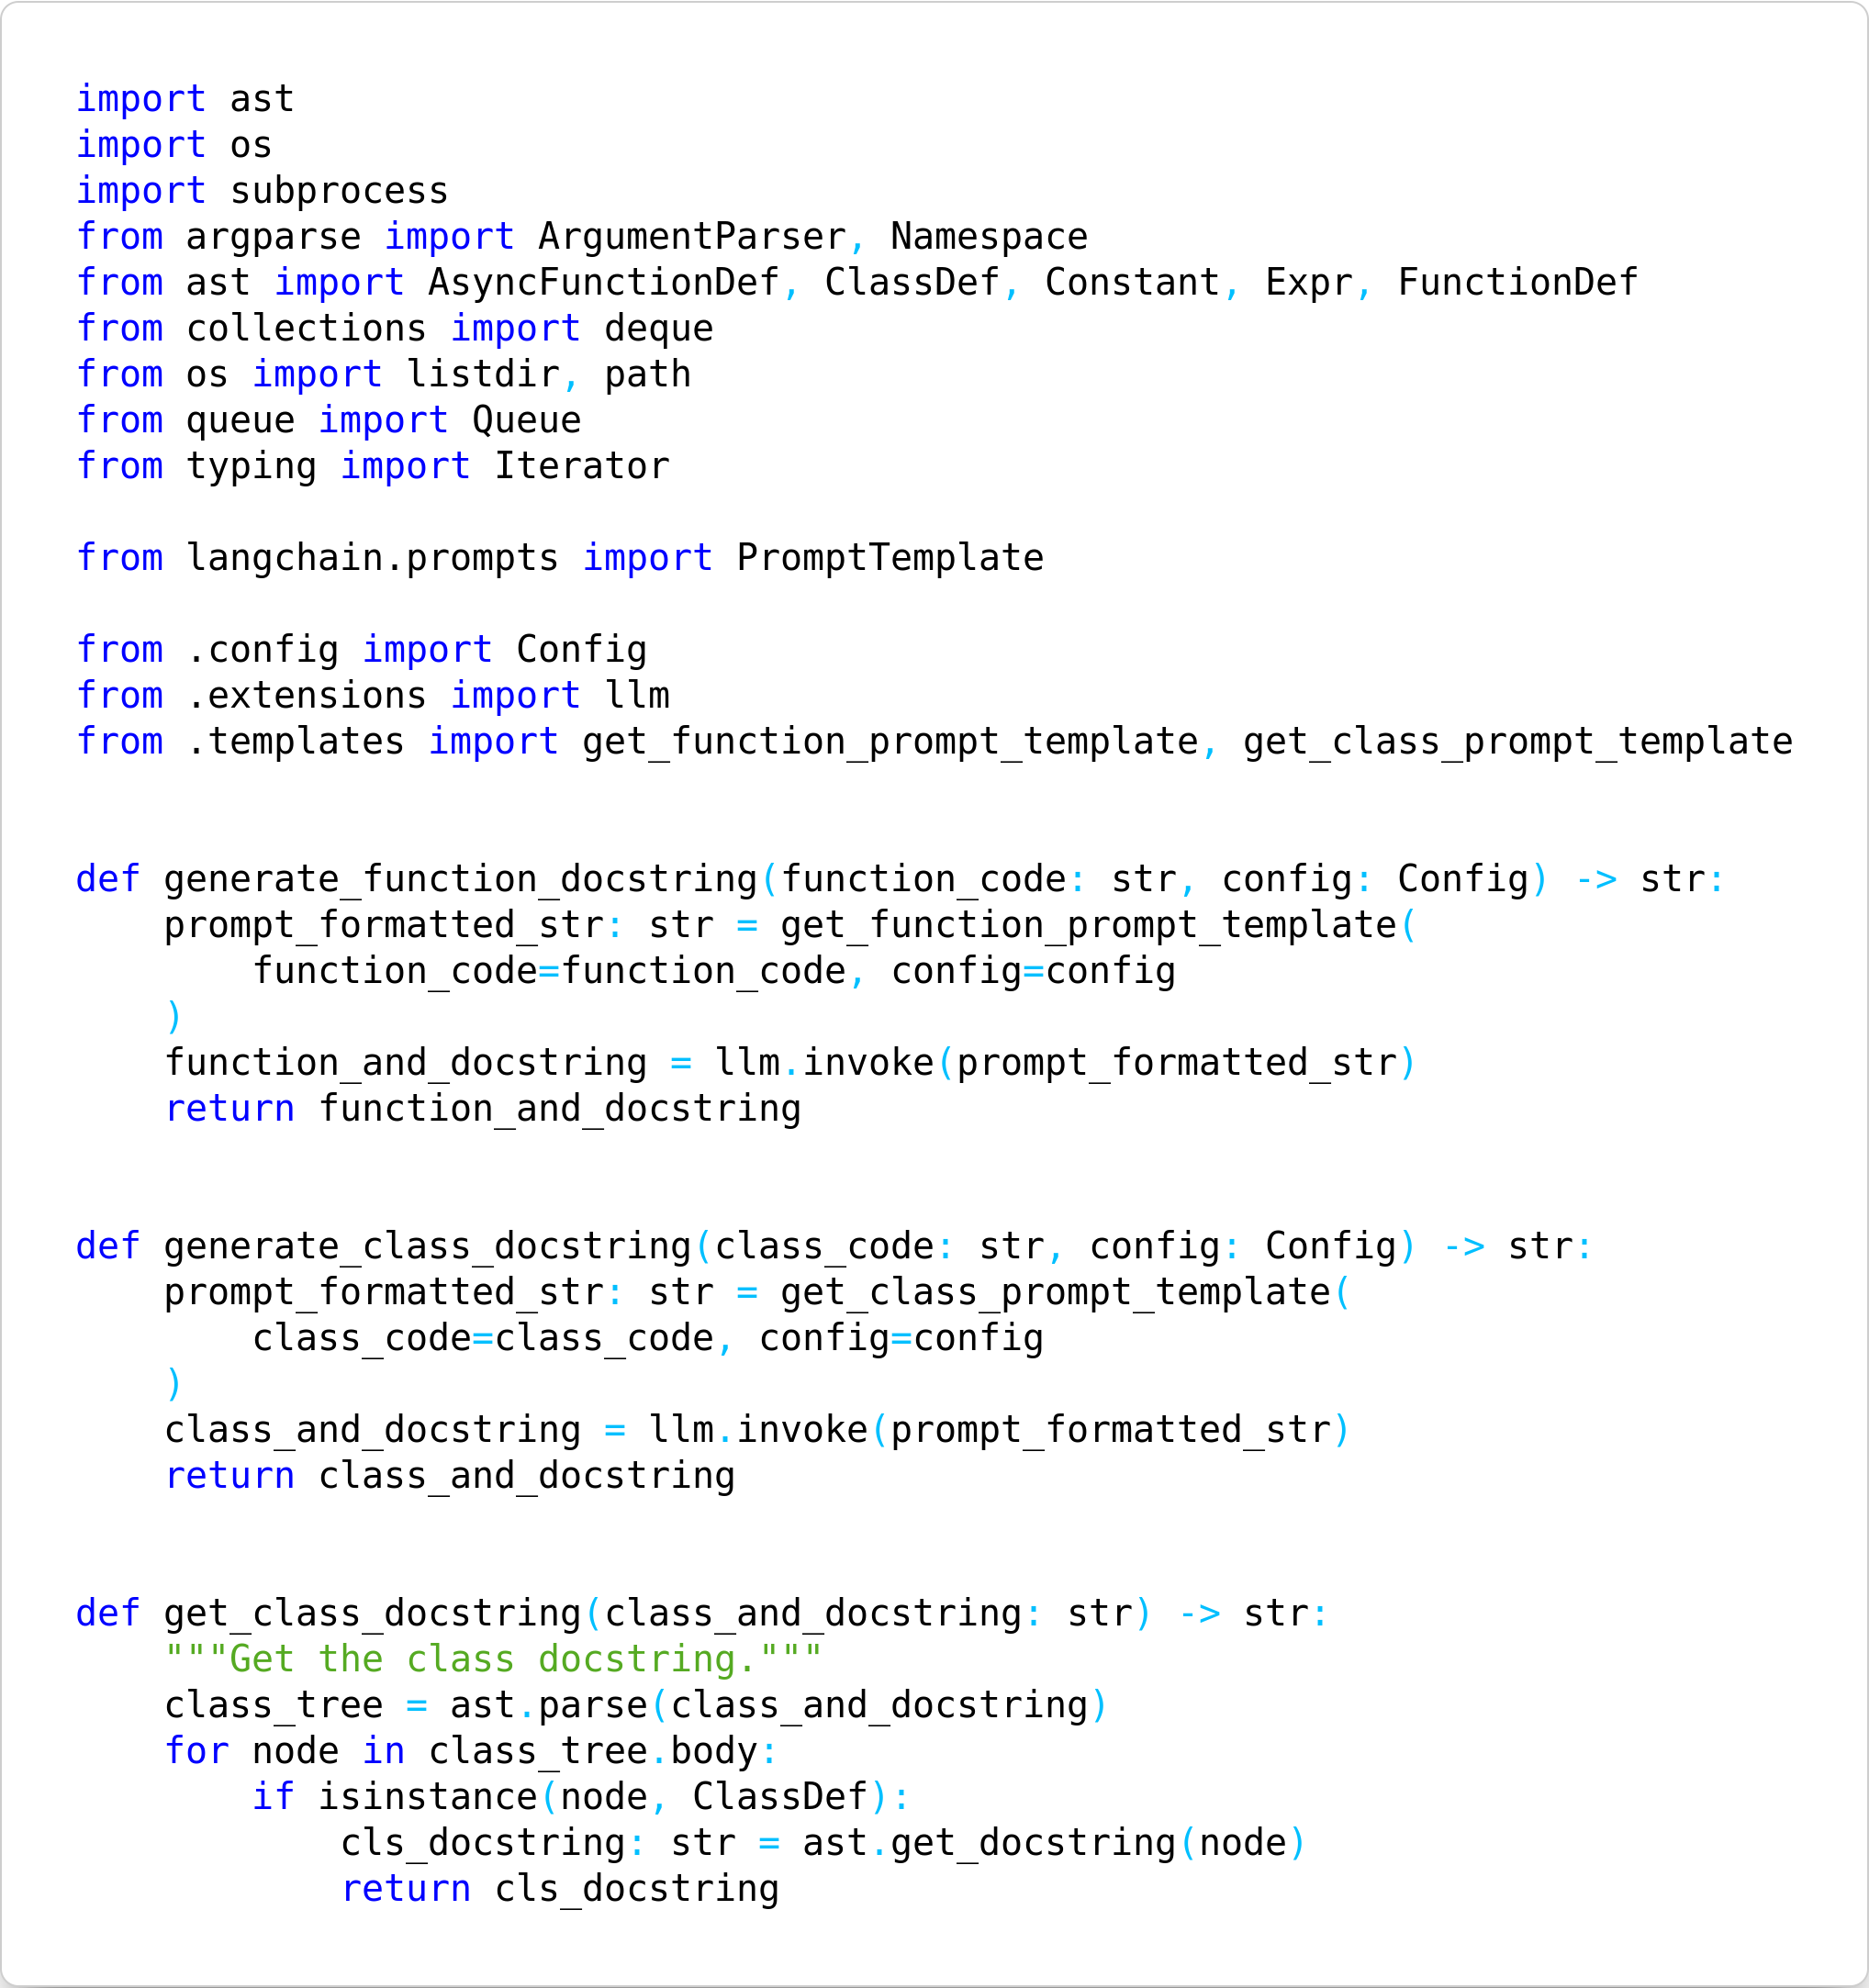 import ast
import os
import subprocess
from argparse import ArgumentParser, Namespace
from ast import AsyncFunctionDef, ClassDef, Constant, Expr, FunctionDef
from collections import deque
from os import listdir, path
from queue import Queue
from typing import Iterator

from langchain.prompts import PromptTemplate

from .config import Config
from .extensions import llm
from .templates import get_function_prompt_template, get_class_prompt_template


def generate_function_docstring(function_code: str, config: Config) -> str:
    prompt_formatted_str: str = get_function_prompt_template(
        function_code=function_code, config=config
    )
    function_and_docstring = llm.invoke(prompt_formatted_str)
    return function_and_docstring


def generate_class_docstring(class_code: str, config: Config) -> str:
    prompt_formatted_str: str = get_class_prompt_template(
        class_code=class_code, config=config
    )
    class_and_docstring = llm.invoke(prompt_formatted_str)
    return class_and_docstring


def get_class_docstring(class_and_docstring: str) -> str:
    """Get the class docstring."""
    class_tree = ast.parse(class_and_docstring)
    for node in class_tree.body:
        if isinstance(node, ClassDef):
            cls_docstring: str = ast.get_docstring(node)
            return cls_docstring